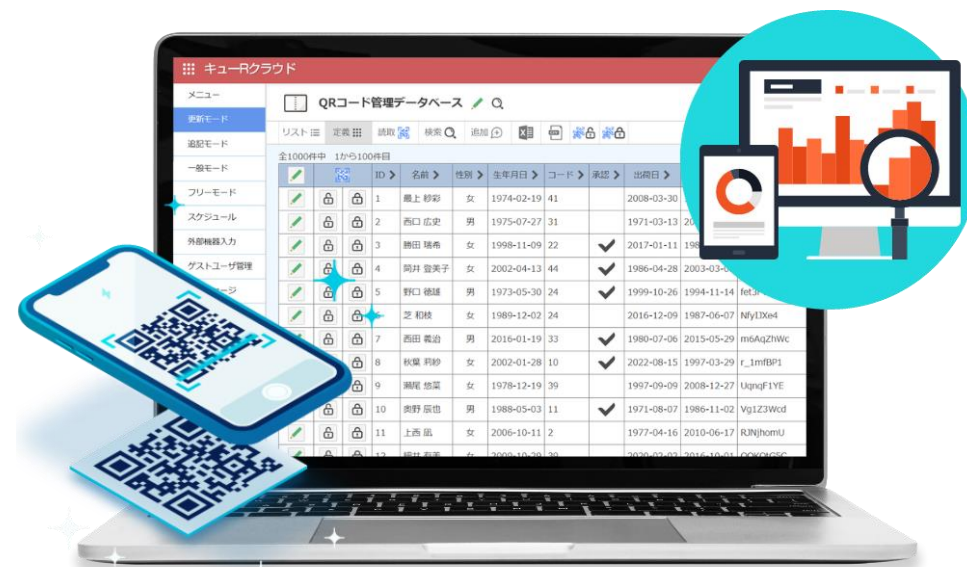 キューRクラウド
メニュー
更新モード
追記モード
一般モード
フリーモード
スケジュール
外部機器入力
ゲストユーザ管理
QRコード管理データベース
リスト 定義 読取 検索 追加
全1000件中 1から100件目
ID 名前 性別 生年月日 コード 承認 出荷日
1 最上 紗彩 女 1974-02-19 41 2008-03-30
2 西口 広史 男 1975-07-27 31 1971-03-13
3 勝田 瑞希 女 1998-11-09 22 2017-01-11
4 筒井 登美子 女 2002-04-13 44 1986-04-28
5 野口 徳雄 男 1973-05-30 24 1999-10-26 1994-11-14
芝 和枝 女 1989-12-02 24 2016-12-09 1987-06-07 NfyIJXe4
7 西田 義治 男 2016-01-19 33 1980-07-06 2015-05-29 m6AqZhWc
8 秋葉 莉紗 女 2002-01-28 10 2022-08-15 1997-03-29 r_1mfBP1
9 瀬尾 悠菜 女 1978-12-19 39 1997-09-09 2008-12-27 UqnqF1YE
10 奥野 辰也 男 1988-05-03 11 1971-08-07 1986-11-02 Vg1Z3Wcd
11 上西 凪 女 2006-10-11 2 1977-04-16 2010-06-17 RJNjhomU